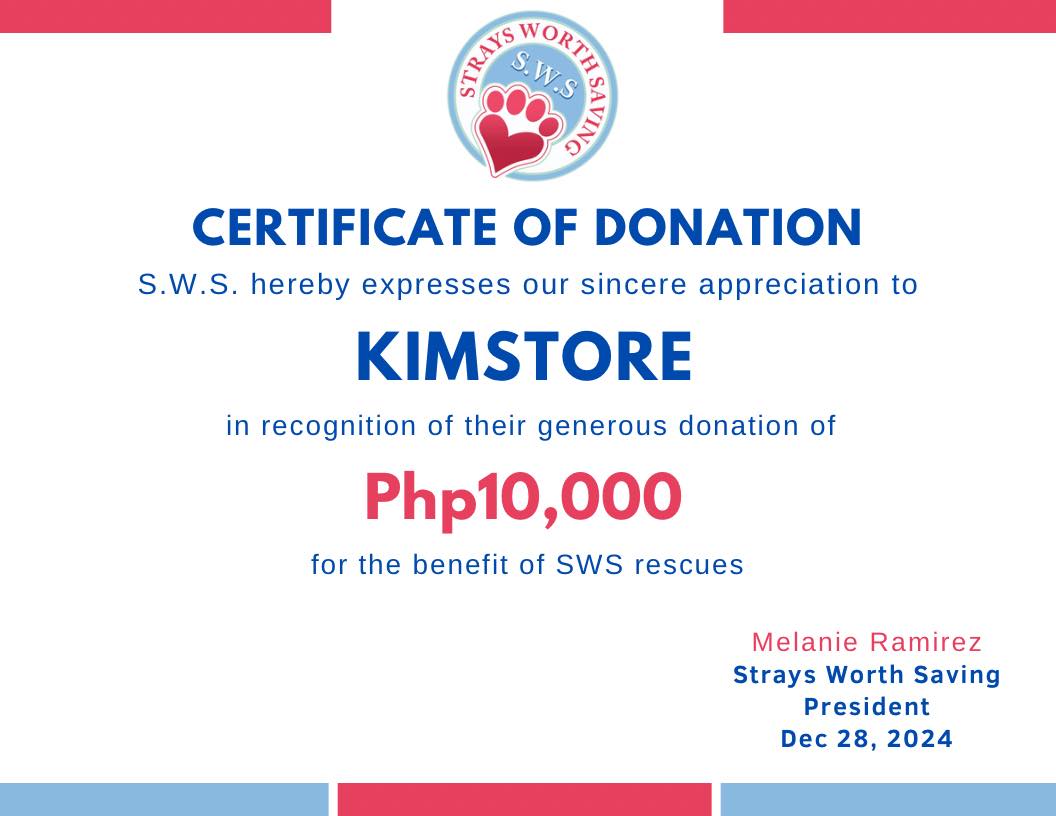 STRAYS WORTH SAVING
S.W.S
CERTIFICATE OF DONATION
S.W.S. hereby expresses our sincere appreciation to
KIMSTORE
in recognition of their generous donation of
Php10,000
for the benefit of SWS rescues
Melanie Ramirez
Strays Worth Saving
President
Dec 28, 2024